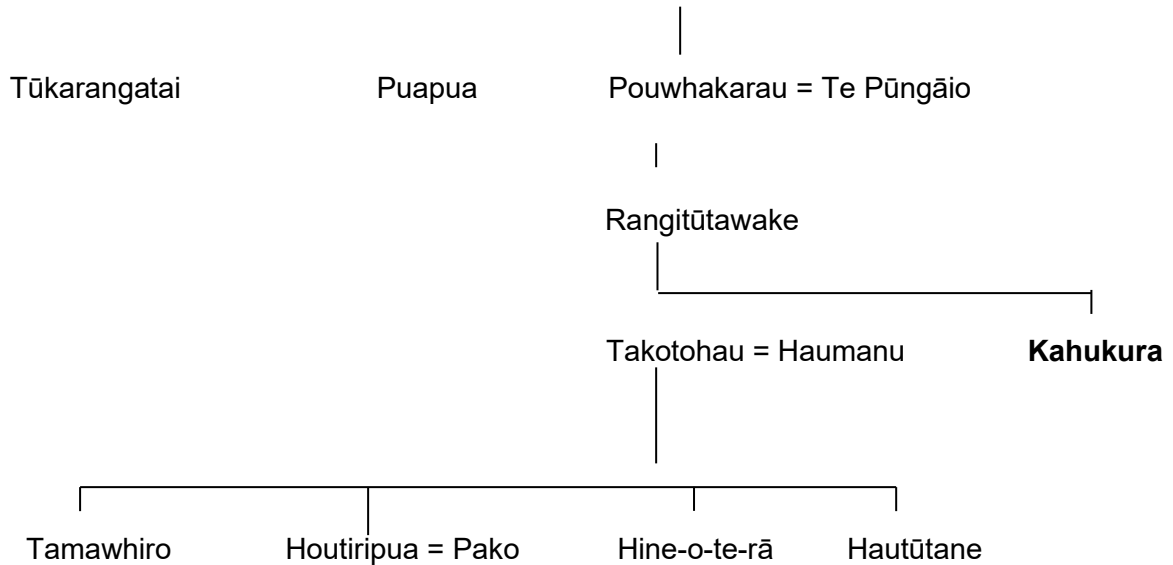 Tūkarangatai Puapua Pouwhakarau = Te Pūngāio
Rangitūtawake
Takotohau = Haumanu Kahukura
Tamawhiro Houtiripua = Pako Hine-o-te-rā Hautūtane